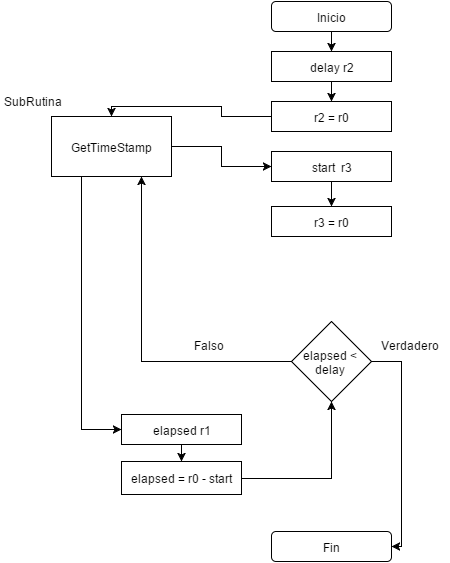 Inicio
delay r2
SubRutina
r2 = r0
GetTimeStamp
start r3
r3 = r0
Falso
elapsed <
delay
Verdadero
elapsed r1
elapsed = r0 - start
Fin